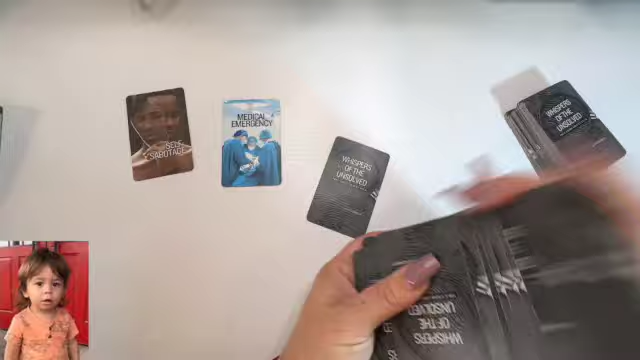 SELF
SABOTAGE
MEDICAL
EMERGENCY
WHISPERS
OF THE
UNSOLVED
WHISPERS
OF THE
UNSOLVED
WHISPERS
OF THE
UNSOLVED